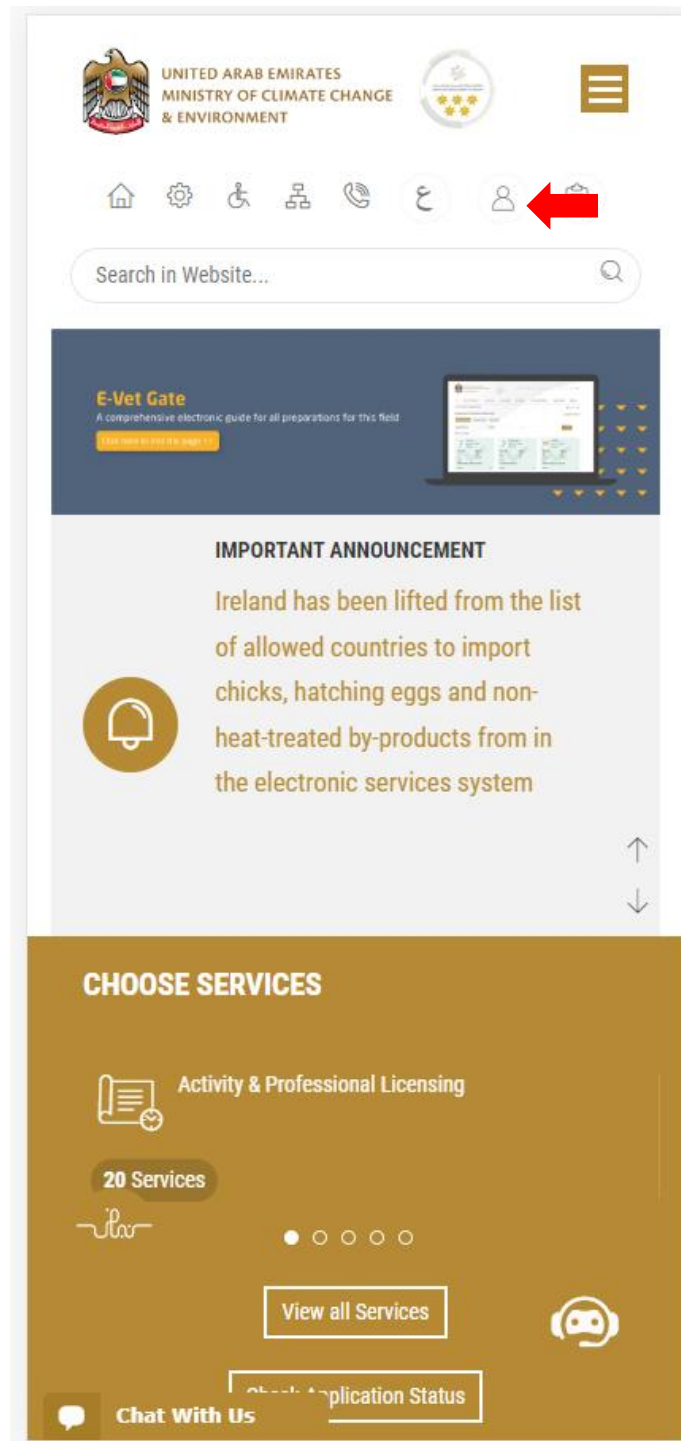 UNITED ARAB EMIRATES
MINISTRY OF CLIMATE CHANGE
& ENVIRONMENT
ع
Search in Website...
E-Vet Gate
A comprehensive electronic guide for all preparations for this field
IMPORTANT ANNOUNCEMENT
Ireland has been lifted from the list
of allowed countries to import
chicks, hatching eggs and non-
heat-treated by-products from in
the electronic services system
CHOOSE SERVICES
Activity & Professional Licensing
20 Services
View all Services
Application Status
Chat With Us